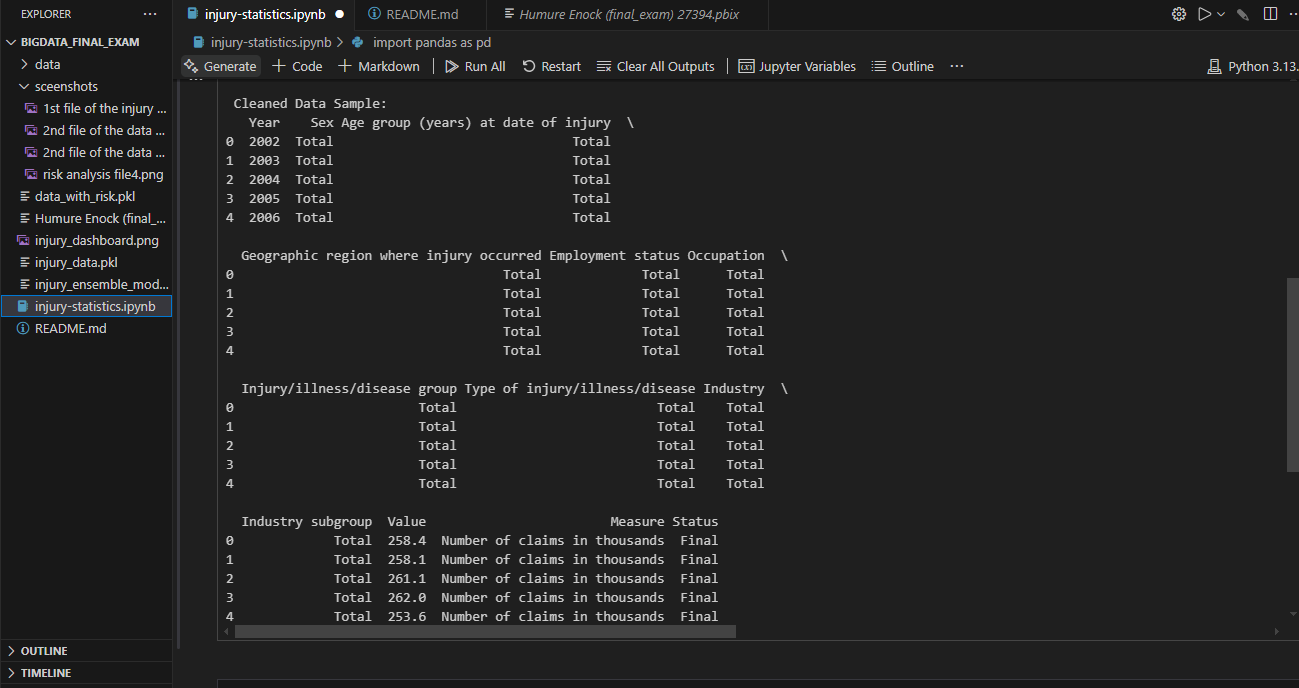 EXPLORER ···
injury-statistics.ipynb
README.md
Humure Enock (final_exam) 27394.pbix
BIGDATA_FINAL_EXAM
data
sceenshots
1st file of the injury ...
2nd file of the data ...
2nd file of the data ...
risk analysis file4.png
data_with_risk.pkl
Humure Enock (final_...
injury_dashboard.png
injury_data.pkl
injury_ensemble_mod...
injury-statistics.ipynb
README.md
OUTLINE
TIMELINE
injury-statistics.ipynb > import pandas as pd
Generate + Code + Markdown | Run All Restart Clear All Outputs | Jupyter Variables Outline ··· Python 3.13.
Cleaned Data Sample:
Year Sex Age group (years) at date of injury \
0 2002 Total Total
1 2003 Total Total
2 2004 Total Total
3 2005 Total Total
4 2006 Total Total
Geographic region where injury occurred Employment status Occupation \
0 Total Total Total
1 Total Total Total
2 Total Total Total
3 Total Total Total
4 Total Total Total
Injury/illness/disease group Type of injury/illness/disease Industry \
0 Total Total Total
1 Total Total Total
2 Total Total Total
3 Total Total Total
4 Total Total Total
Industry subgroup Value Measure Status
0 Total 258.4 Number of claims in thousands Final
1 Total 258.1 Number of claims in thousands Final
2 Total 261.1 Number of claims in thousands Final
3 Total 262.0 Number of claims in thousands Final
4 Total 253.6 Number of claims in thousands Final